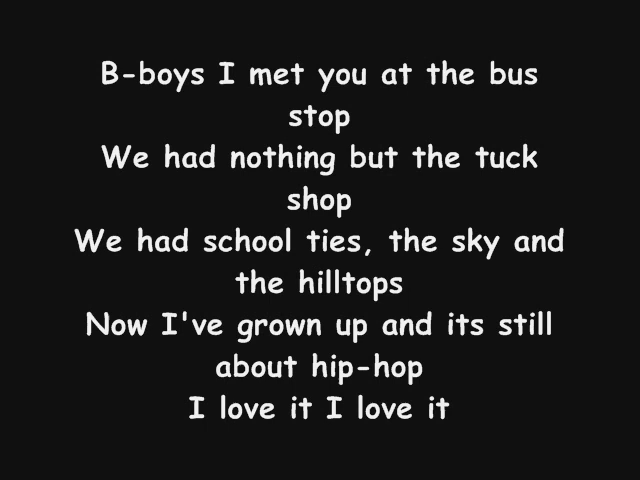 B-boys I met you at the bus
stop
We had nothing but the tuck
shop
We had school ties, the sky and
the hilltops
Now I've grown up and its still
about hip-hop
I love it I love it